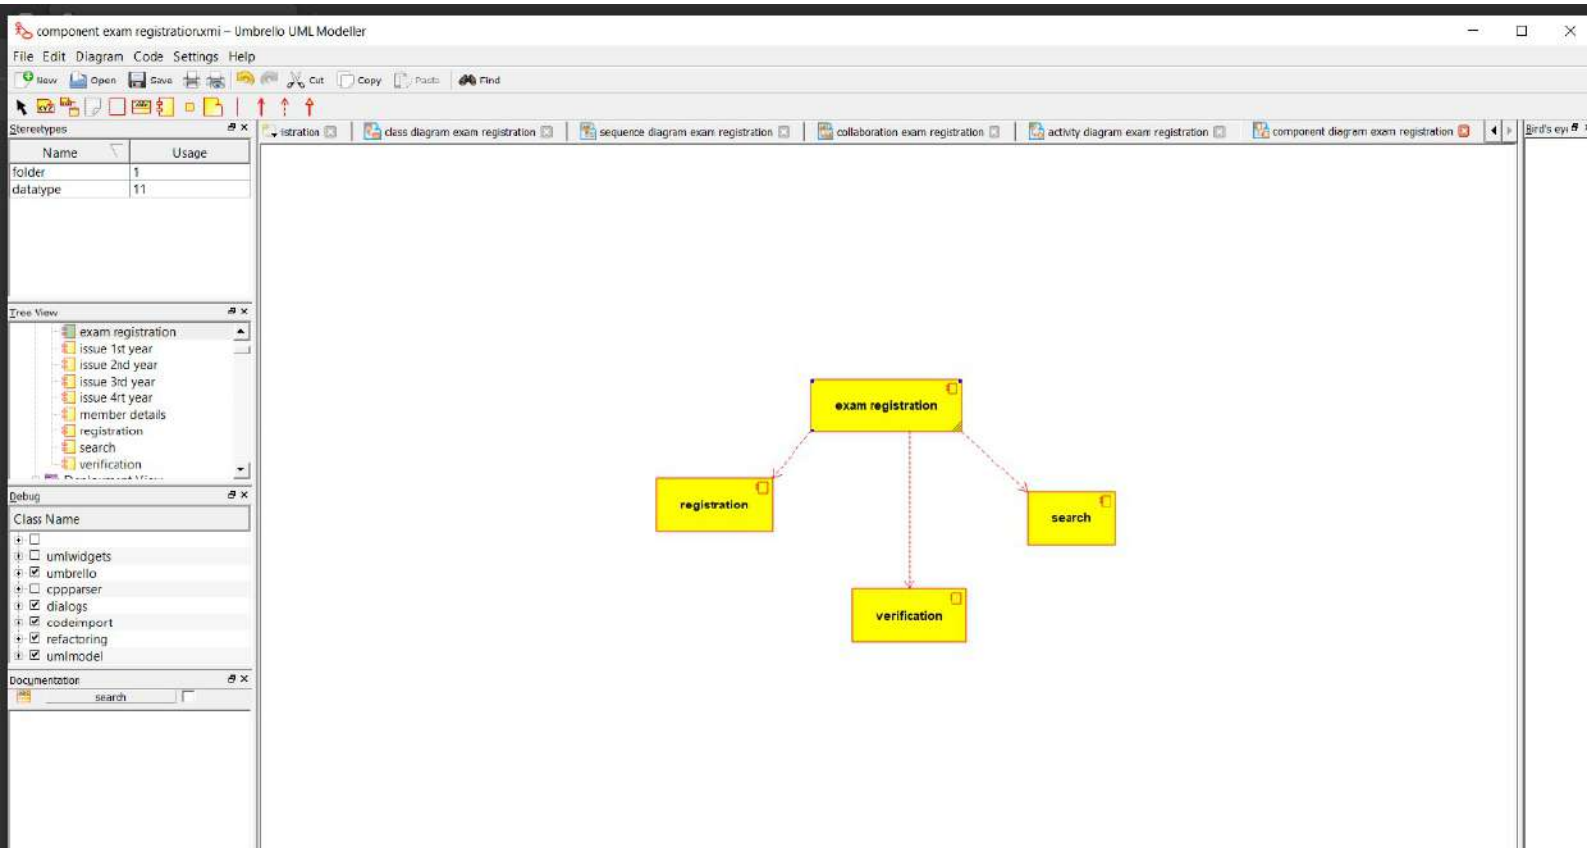 component exam registration.xmi – Umbrello UML Modeller
File Edit Diagram Code Settings Help
New Open Save Cut Copy Paste Find
Stereotypes
istration class diagram exam registration sequence diagram exam registration collaboration exam registration activity diagram exam registration component diagram exam registration Bird's eye
Name Usage
folder 1
datatype 11
Tree View
exam registration
issue 1st year
issue 2nd year
issue 3rd year
issue 4rt year
member details
registration
search
verification
Deployment View
Debug
Class Name
umlwidgets
umbrello
cppparser
dialogs
codeimport
refactoring
umlmodel
Documentation
search
exam registration
registration
search
verification